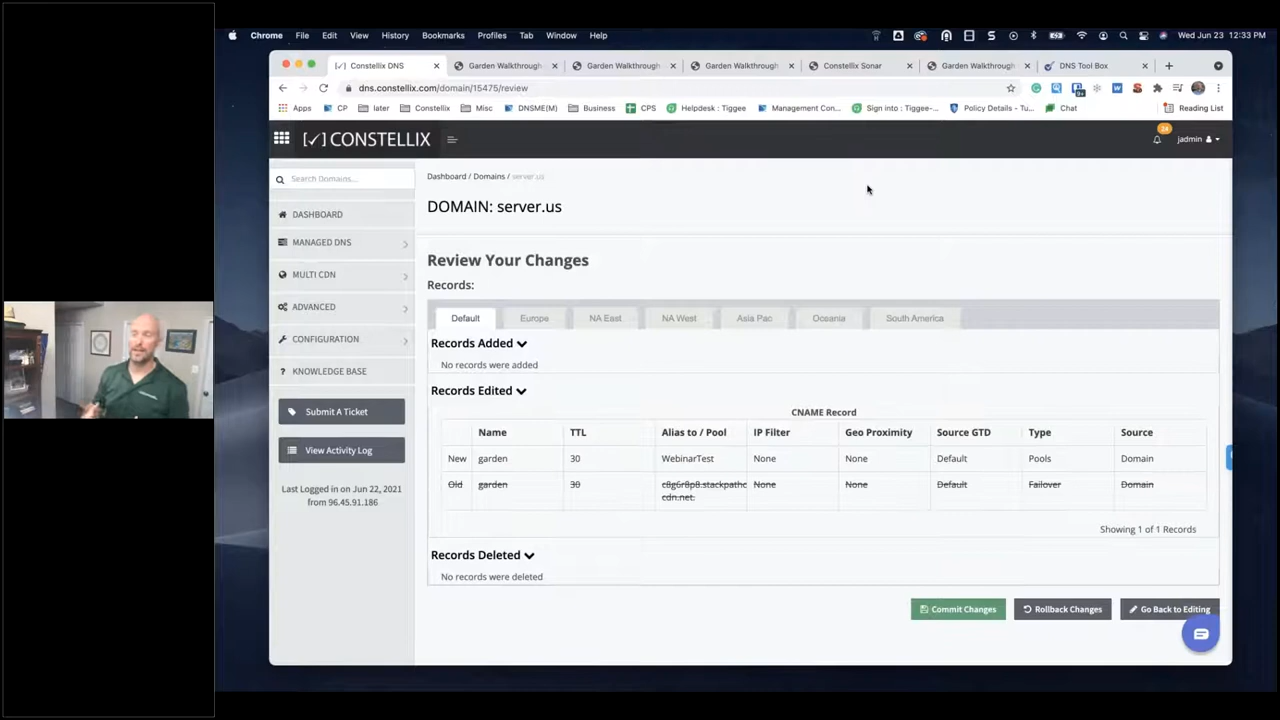 Chrome File Edit View History Bookmarks Profiles Tab Window Help Wed Jun 23 12:33 PM
Constellix DNS Garden Walkthrough Garden Walkthrough Garden Walkthrough Constellix Sonar Garden Walkthrough DNS Tool Box
dns.constellix.com/domain/15475/review
Apps CP later Constellix Misc DNSME(M) Business CPS Helpdesk : Tiggee Management Con... Sign into : Tiggee-... Policy Details - Tu... Chat Reading List
[✓] CONSTELLIX 24 jadmin
Search Domains...
Dashboard / Domains / server.us
DOMAIN: server.us
DASHBOARD
MANAGED DNS
MULTI CDN
ADVANCED
CONFIGURATION
KNOWLEDGE BASE
Submit A Ticket
View Activity Log
Last Logged in on Jun 22, 2021
from 96.45.91.186
Review Your Changes
Records:
Default Europe NA East NA West Asia Pac Oceania South America
Records Added
No records were added
Records Edited
CNAME Record
Name TTL Alias to / Pool IP Filter Geo Proximity Source GTD Type Source
New garden 30 WebinarTest None None Default Pools Domain
Old garden 30 c8g6r8p8.stackpathc None None Default Failover Domain
cdn.net.
Showing 1 of 1 Records
Records Deleted
No records were deleted
Commit Changes Rollback Changes Go Back to Editing